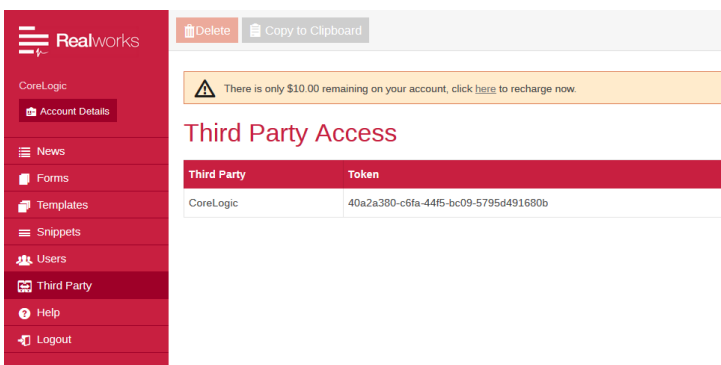 Realworks
Delete Copy to Clipboard
CoreLogic
Account Details
There is only $10.00 remaining on your account, click here to recharge now.
Third Party Access
Third Party Token
CoreLogic 40a2a380-c6fa-44f5-bc09-5795d491680b
News
Forms
Templates
Snippets
Users
Third Party
Help
Logout